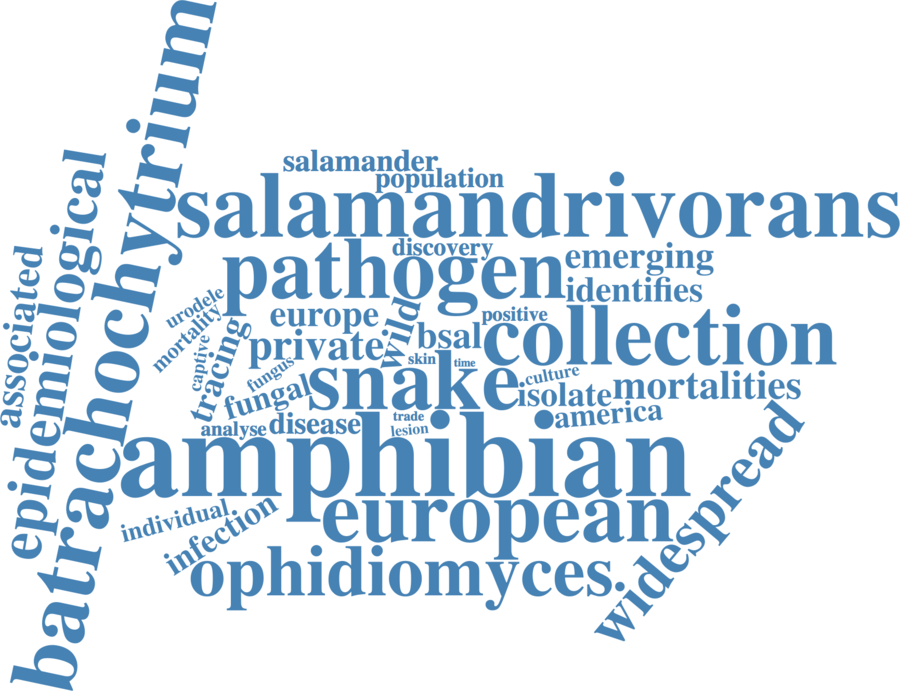 batrachochytrium
salamander
population
salamandrivorans
epidemiological
associated
discovery
pathogen
emerging
identifies
urodele
mortality
europe
wild
positive
bsal
collection
private
captive
tracing
skin
time
fungus
snake
culture
fungal
isolate
mortalities
america
trade
lesion
analyse
disease
amphibian
widespread
individual
infection
european
ophidiomyces.